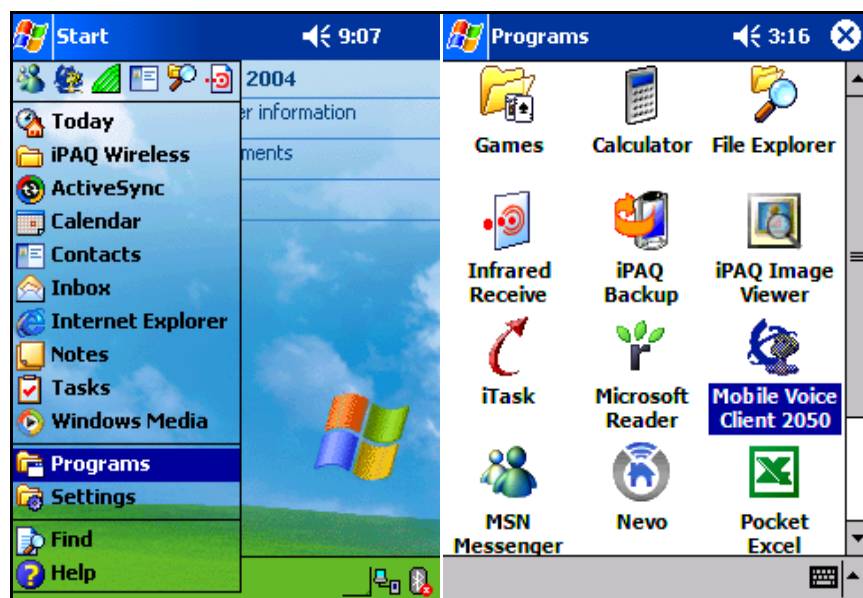 Start 9:07
2004
er information
ments
Today
iPAQ Wireless
ActiveSync
Calendar
Contacts
Inbox
Internet Explorer
Notes
Tasks
Windows Media
Programs
Settings
Find
Help
Programs 3:16
Games Calculator File Explorer
Infrared iPAQ iPAQ Image
Receive Backup Viewer
iTask Microsoft Mobile Voice
Reader Client 2050
MSN Nevo Pocket
Messenger Excel